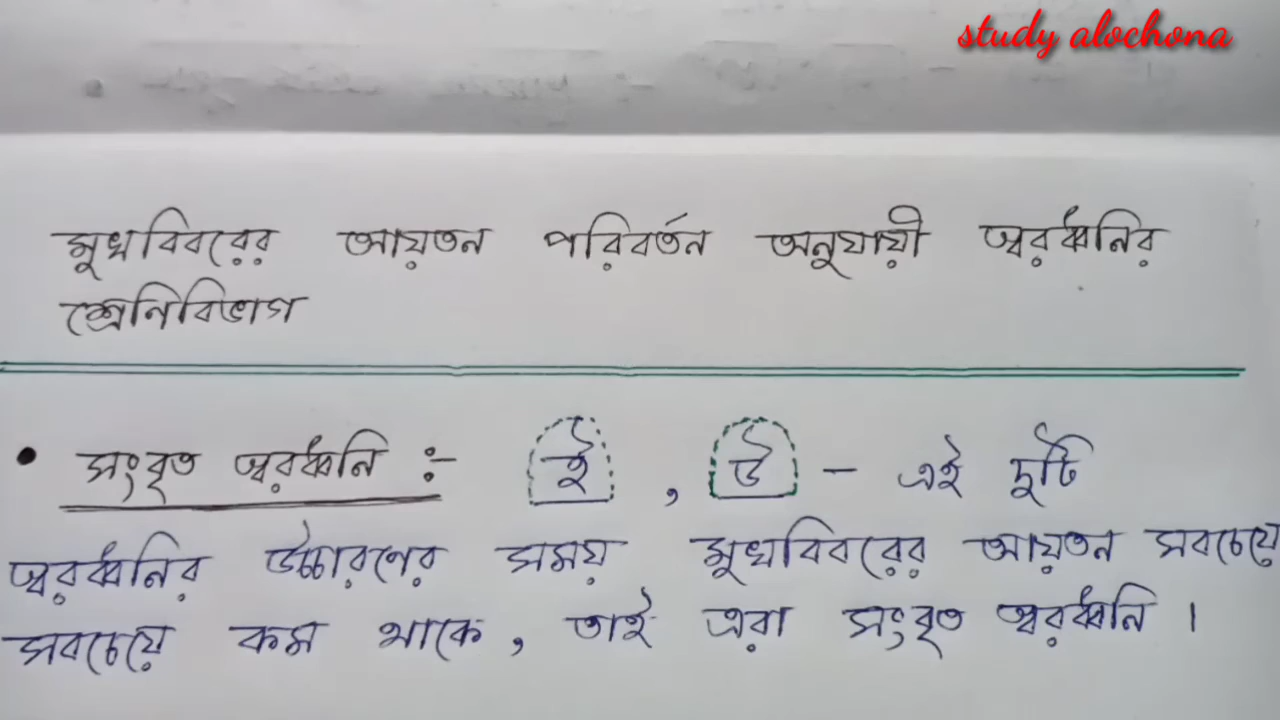 study alochona
মুখবিবরের আয়তন পরিবর্তন অনুযায়ী স্বরধ্বনির
শ্রেনিবিভাগ
• সংবৃত স্বরধ্বনি :- ই , উ – এই দুটি
স্বরধ্বনির উচ্চারণের সময় মুখবিবরের আয়তন সবচেয়ে
সবচেয়ে কম থাকে, তাই এরা সংবৃত স্বরধ্বনি ।